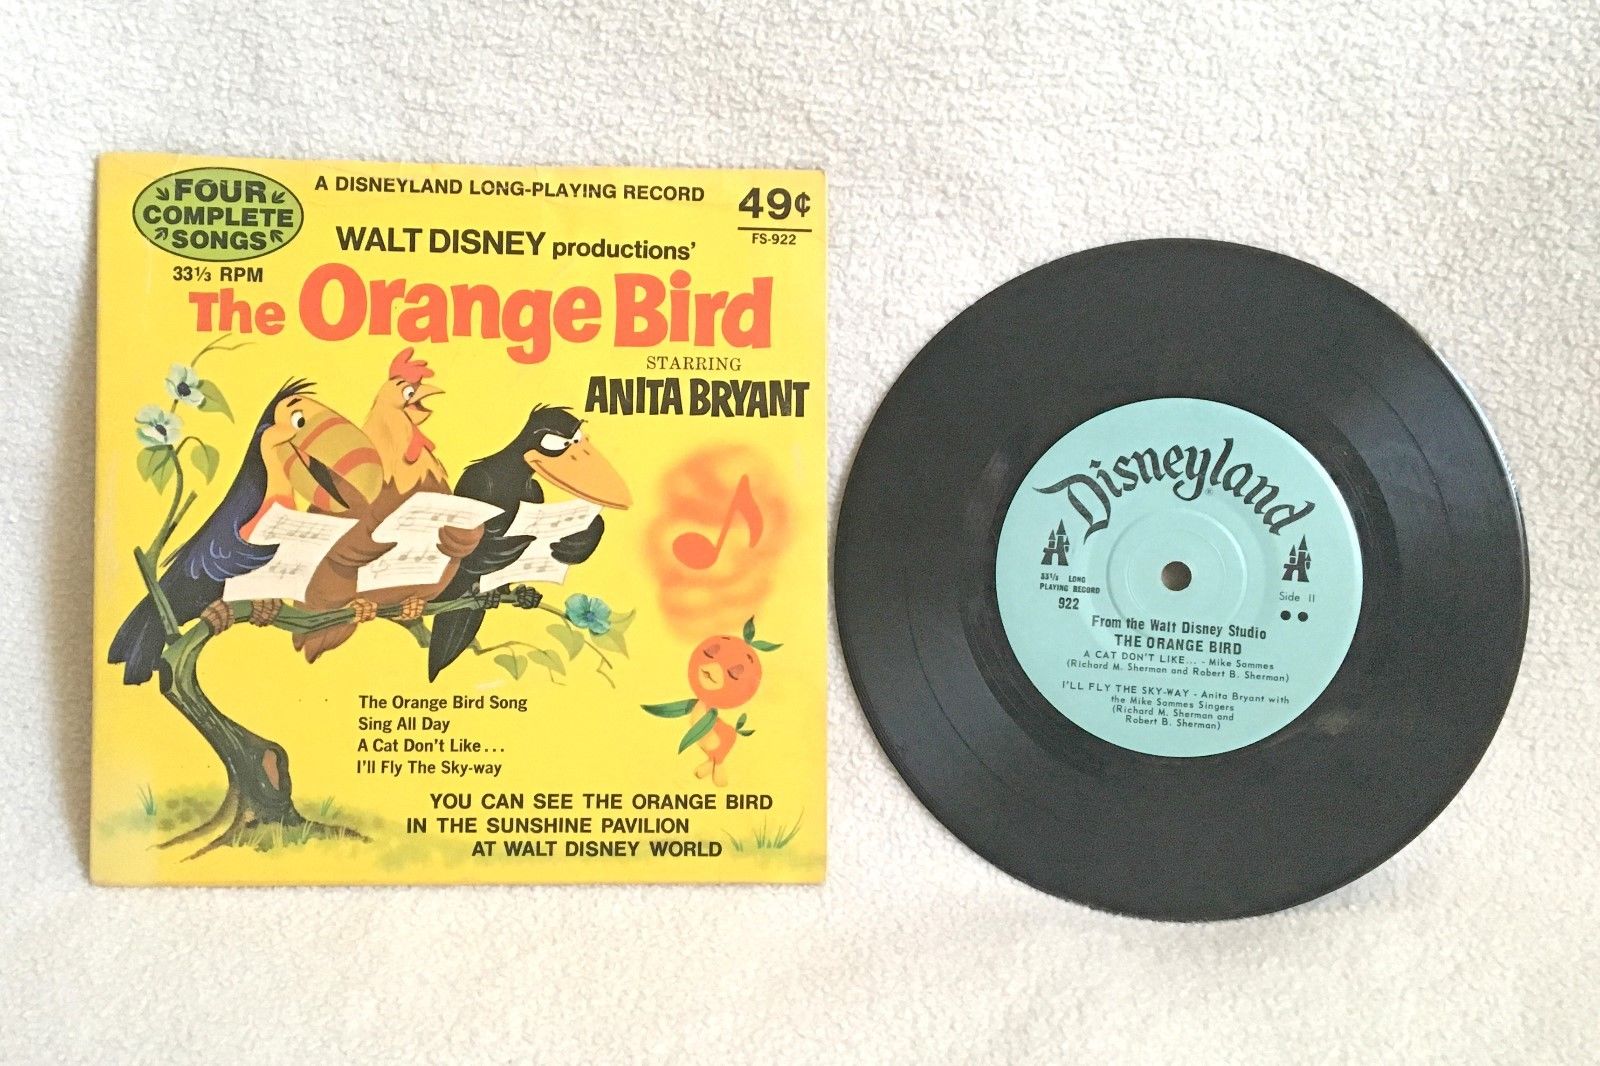 FOUR
COMPLETE
SONGS
33⅓ RPM
A DISNEYLAND LONG-PLAYING RECORD
49¢
FS-922
WALT DISNEY productions'
The Orange Bird
STARRING
ANITA BRYANT
The Orange Bird Song
Sing All Day
A Cat Don't Like...
I'll Fly The Sky-way
YOU CAN SEE THE ORANGE BIRD
IN THE SUNSHINE PAVILION
AT WALT DISNEY WORLD
Disneyland®
33⅓ LONG
PLAYING RECORD
922
Side II
From the Walt Disney Studio
THE ORANGE BIRD
A CAT DON'T LIKE... - Mike Sammes
(Richard M. Sherman and Robert B. Sherman)
I'LL FLY THE SKY-WAY - Anita Bryant with
the Mike Sammes Singers
(Richard M. Sherman and
Robert B. Sherman)